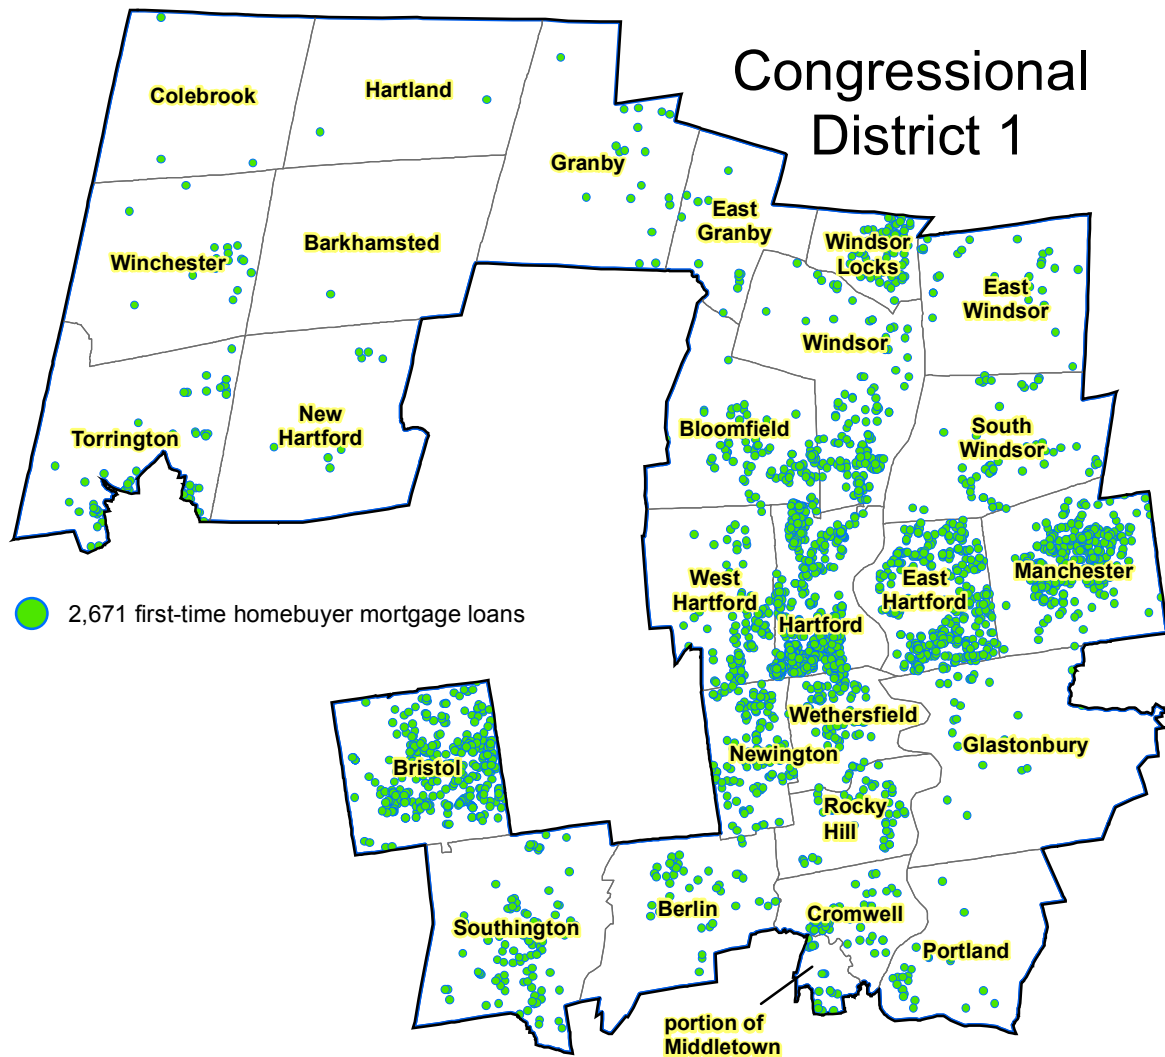 Congressional
District 1
Colebrook
Hartland
Granby
East
Granby
Windsor
Locks
Winchester
Barkhamsted
East
Windsor
Windsor
Torrington
New
Hartford
Bloomfield
South
Windsor
West
Hartford
Hartford
East
Hartford
Manchester
2,671 first-time homebuyer mortgage loans
Wethersfield
Newington
Glastonbury
Bristol
Rocky
Hill
Southington
Berlin
Cromwell
Portland
portion of
Middletown